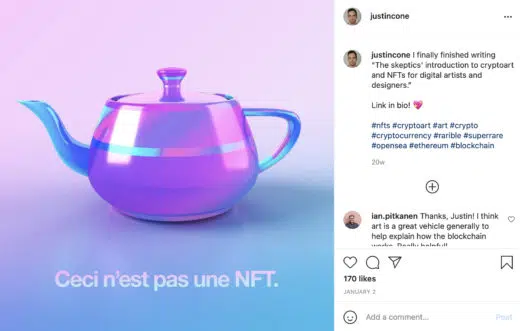 Ceci n'est pas une NFT.
justincone
justincone I finally finished writing
"The skeptics' introduction to cryptoart
and NFTs for digital artists and
designers."
Link in bio! 💖
#nfts #cryptoart #art #crypto
#cryptocurrency #rarible #superrare
#opensea #ethereum #blockchain
20w
ian.pitkanen Thanks, Justin! I think
art is a great vehicle generally to
help explain how the blockchain
works. Really helpful!
170 likes
JANUARY 2
Add a comment...
Post